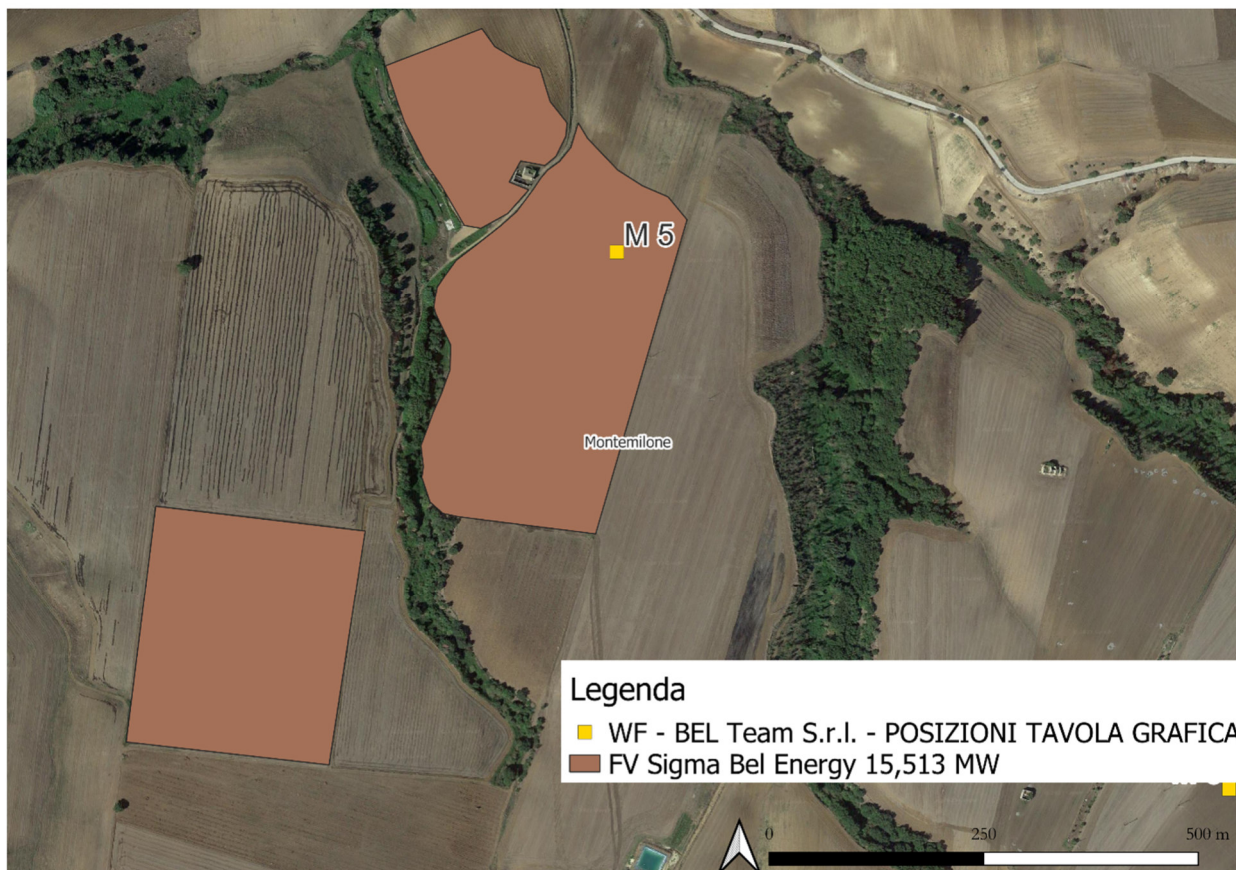 M 5
Montemilone
Legenda
WF - BEL Team S.r.l. - POSIZIONI TAVOLA GRAFICA
FV Sigma Bel Energy 15,513 MW
0 250 500 m